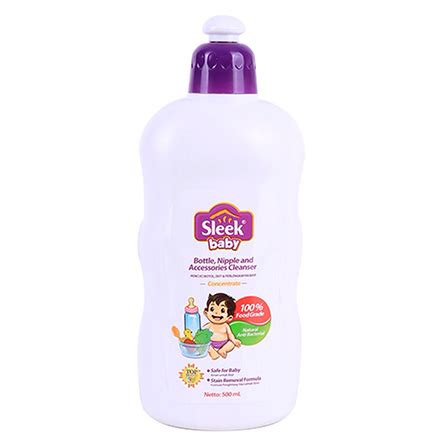 Sleek®
baby
Bottle, Nipple and
Accessories Cleanser
Concentrate
100%
Food Grade
Natural
Anti Bacterial
TOP
• Safe for Baby
• Stain Removal Formula
Netto: 500 mL